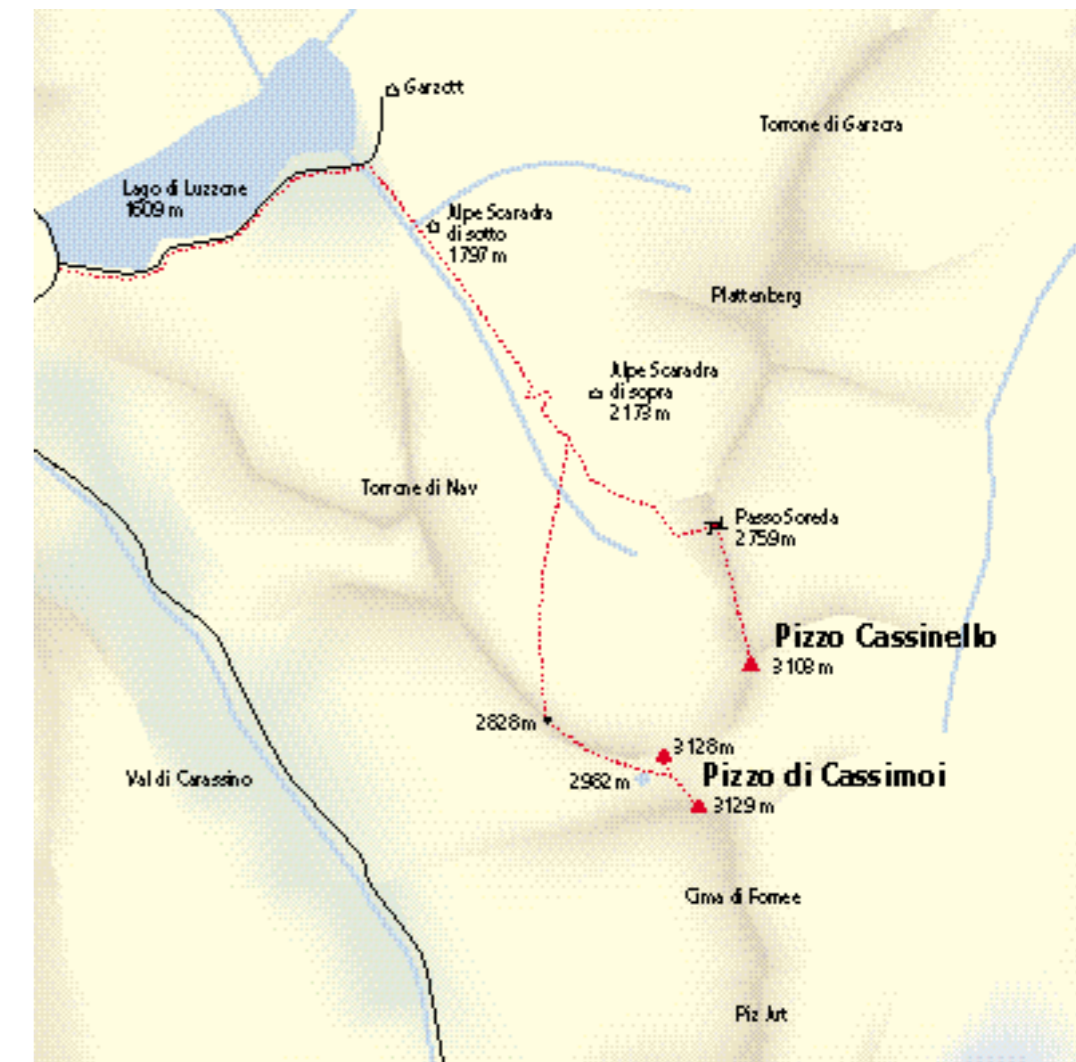 Garzott
Torrone di Garzora
Lago di Luzzone
1609 m
Alpe Scaradra
di sotto
1797 m
Plattenberg
Alpe Scaradra
di sopra
2173 m
Torrone di Nav
Passo Soreda
2759 m
Pizzo Cassinello
3103 m
2828 m
3128 m
Val di Carassino
2982 m
Pizzo di Cassimoi
3129 m
Cima di Fornee
Piz Jut